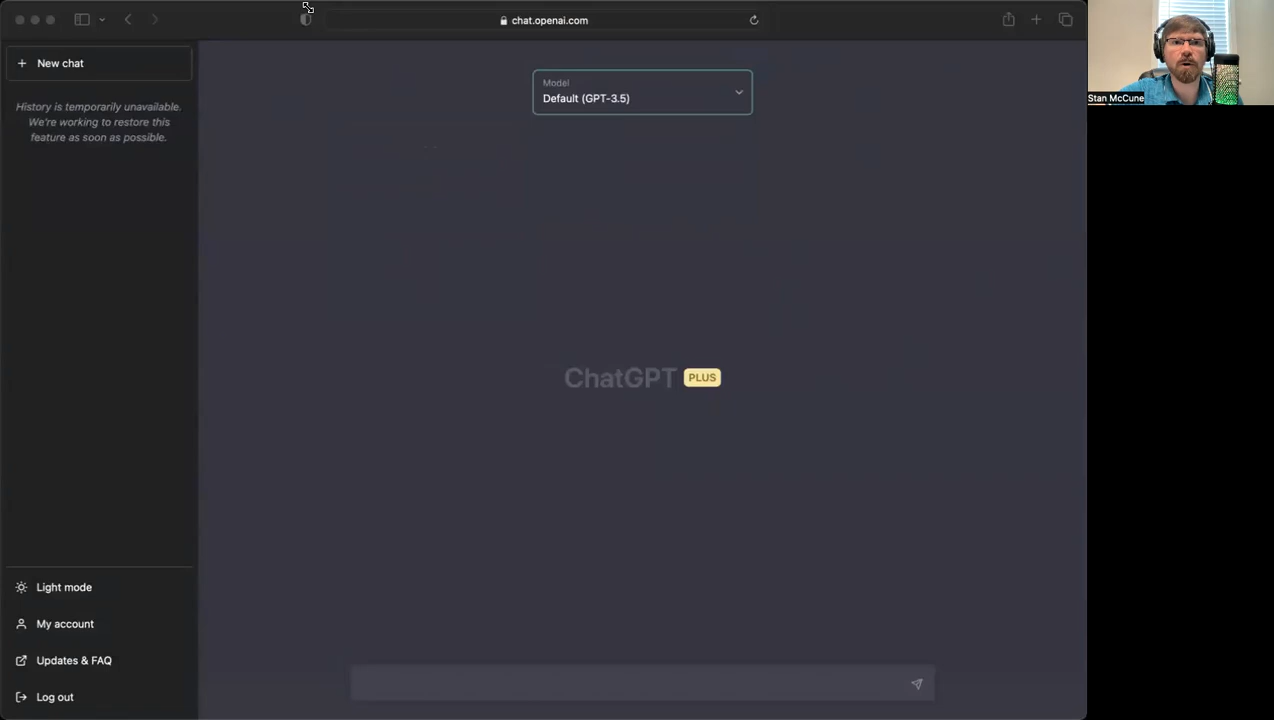 chat.openai.com
New chat
History is temporarily unavailable.
We're working to restore this
feature as soon as possible.
Model
Default (GPT-3.5)
ChatGPT PLUS
Light mode
My account
Updates & FAQ
Log out
Stan McCune